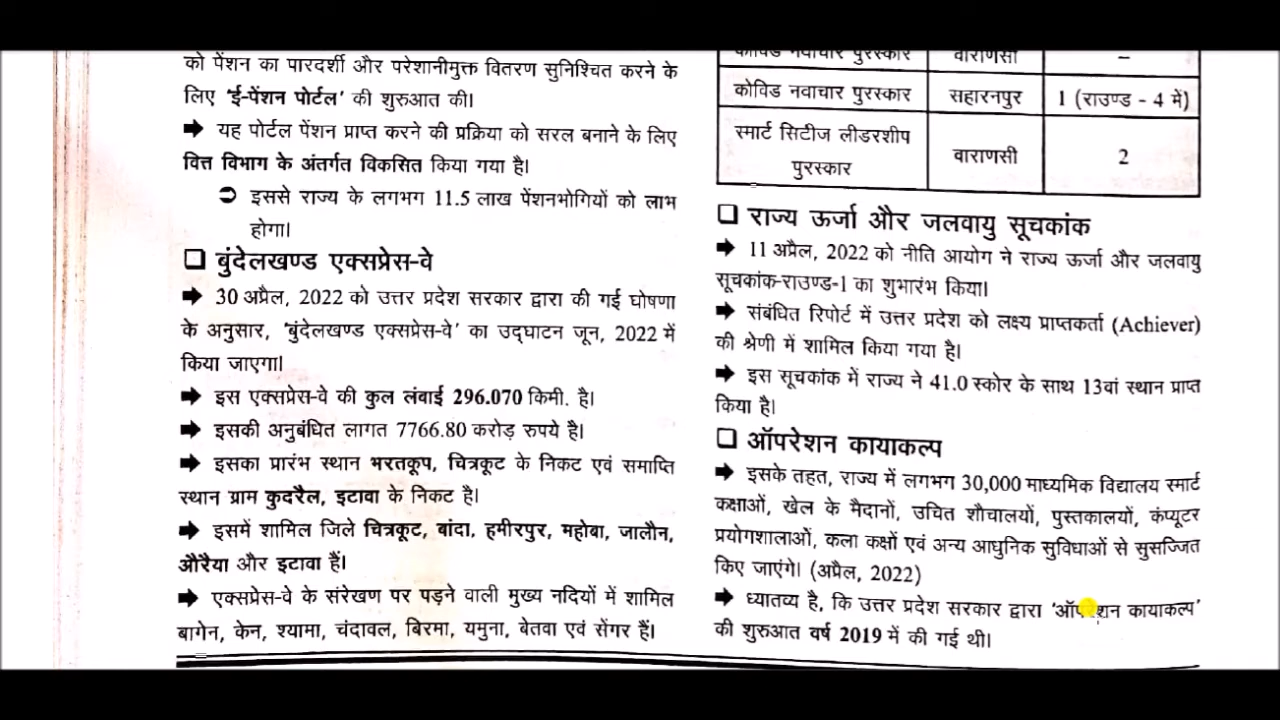 को पेंशन का पारदर्शी और परेशानीमुक्त वितरण सुनिश्चित करने के
लिए 'ई-पेंशन पोर्टल' की शुरुआत की।
➡ यह पोर्टल पेंशन प्राप्त करने की प्रक्रिया को सरल बनाने के लिए
वित्त विभाग के अंतर्गत विकसित किया गया है।
➲ इससे राज्य के लगभग 11.5 लाख पेंशनभोगियों को लाभ
होगा।
❑ बुंदेलखण्ड एक्सप्रेस-वे
➡ 30 अप्रैल, 2022 को उत्तर प्रदेश सरकार द्वारा की गई घोषणा
के अनुसार, 'बुंदेलखण्ड एक्सप्रेस-वे' का उद्घाटन जून, 2022 में
किया जाएगा।
➡ इस एक्सप्रेस-वे की कुल लंबाई 296.070 किमी. है।
➡ इसकी अनुबंधित लागत 7766.80 करोड़ रुपये है।
➡ इसका प्रारंभ स्थान भरतकूप, चित्रकूट के निकट एवं समाप्ति
स्थान ग्राम कुदरैल, इटावा के निकट है।
➡ इसमें शामिल जिले चित्रकूट, बांदा, हमीरपुर, महोबा, जालौन,
औरैया और इटावा हैं।
➡ एक्सप्रेस-वे के संरेखण पर पड़ने वाली मुख्य नदियों में शामिल
बागेन, केन, श्यामा, चंदावल, बिरमा, यमुना, बेतवा एवं सेंगर हैं।
कोविड नवाचार पुरस्कार वाराणसी –
कोविड नवाचार पुरस्कार सहारनपुर 1 (राउण्ड - 4 में)
स्मार्ट सिटीज लीडरशीप
पुरस्कार वाराणसी 2
❑ राज्य ऊर्जा और जलवायु सूचकांक
➡ 11 अप्रैल, 2022 को नीति आयोग ने राज्य ऊर्जा और जलवायु
सूचकांक-राउण्ड-1 का शुभारंभ किया।
➡ संबंधित रिपोर्ट में उत्तर प्रदेश को लक्ष्य प्राप्तकर्ता (Achiever)
की श्रेणी में शामिल किया गया है।
➡ इस सूचकांक में राज्य ने 41.0 स्कोर के साथ 13वां स्थान प्राप्त
किया है।
❑ ऑपरेशन कायाकल्प
➡ इसके तहत, राज्य में लगभग 30,000 माध्यमिक विद्यालय स्मार्ट
कक्षाओं, खेल के मैदानों, उचित शौचालयों, पुस्तकालयों, कंप्यूटर
प्रयोगशालाओं, कला कक्षों एवं अन्य आधुनिक सुविधाओं से सुसज्जित
किए जाएंगे। (अप्रैल, 2022)
➡ ध्यातव्य है, कि उत्तर प्रदेश सरकार द्वारा 'ऑपरेशन कायाकल्प'
की शुरुआत वर्ष 2019 में की गई थी।